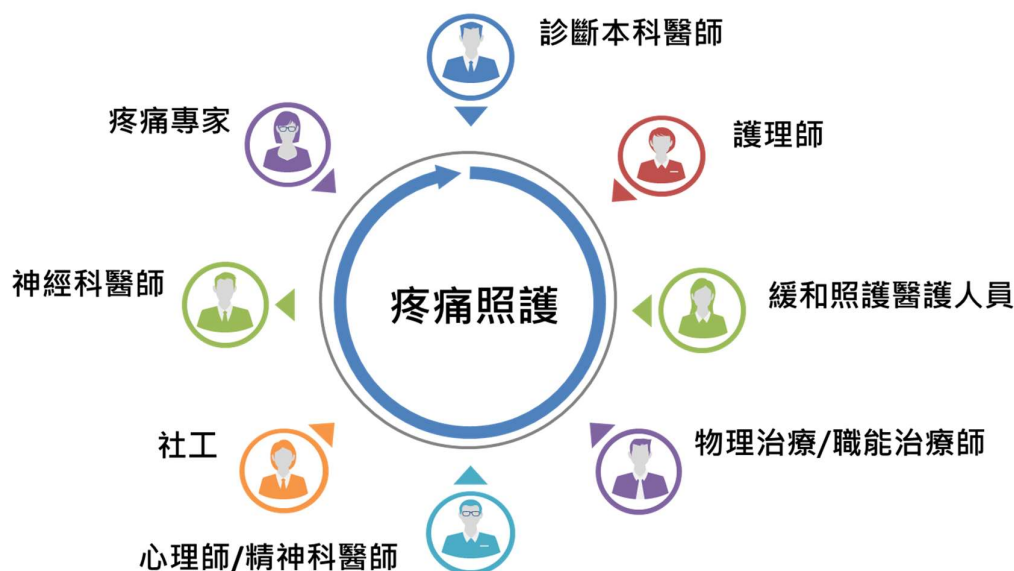 診斷本科醫師
疼痛專家
護理師
神經科醫師
疼痛照護
緩和照護醫護人員
社工
物理治療/職能治療師
心理師/精神科醫師